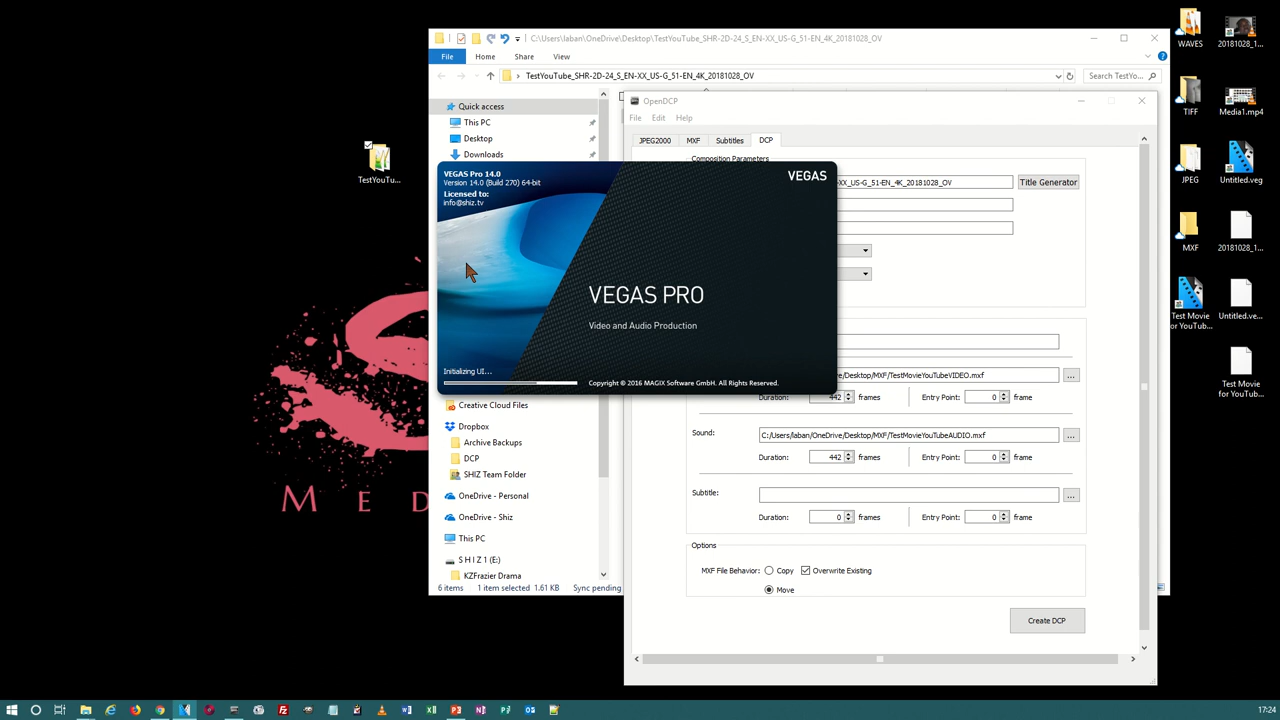 C:\Users\laban\OneDrive\Desktop\TestYouTube_SHR-2D-24_S_EN-XX_US-G_51-EN_4K_20181028_OV
File
Home
Share
View
TestYouTube_SHR-2D-24_S_EN-XX_US-G_51-EN_4K_20181028_OV
Search TestYo...
Quick access
This PC
Desktop
Downloads
OpenDCP
File
Edit
Help
JPEG2000
MXF
Subtitles
DCP
Composition Parameters
-XX_US-G_51-EN_4K_20181028_OV
Title Generator
VEGAS Pro 14.0
Version 14.0 (Build 270) 64-bit
Licensed to:
info@shiz.tv
VEGAS
VEGAS PRO
Video and Audio Production
Initializing UI...
Copyright © 2016 MAGIX Software GmbH. All Rights Reserved.
/Desktop/MXF/TestMovieYouTubeVIDEO.mxf
...
Duration:
442
frames
Entry Point:
0
frame
Sound:
C:/Users/laban/OneDrive/Desktop/MXF/TestMovieYouTubeAUDIO.mxf
...
Duration:
442
frames
Entry Point:
0
frame
Subtitle:
...
Duration:
0
frames
Entry Point:
0
frame
Options
MXF File Behavior:
Copy
Overwrite Existing
Move
Create DCP
Creative Cloud Files
Dropbox
Archive Backups
DCP
SHIZ Team Folder
OneDrive - Personal
OneDrive - Shiz
This PC
S H I Z 1 (E:)
KZFrazier Drama
6 items
1 item selected
1.61 KB
Sync pending
TestYouTu...
M E D
WAVES
20181028_1...
TIFF
Media1.mp4
JPEG
Untitled.veg
MXF
20181028_1...
Test Movie
for YouTub...
Untitled.ve...
Test Movie
for YouTub...
17:24